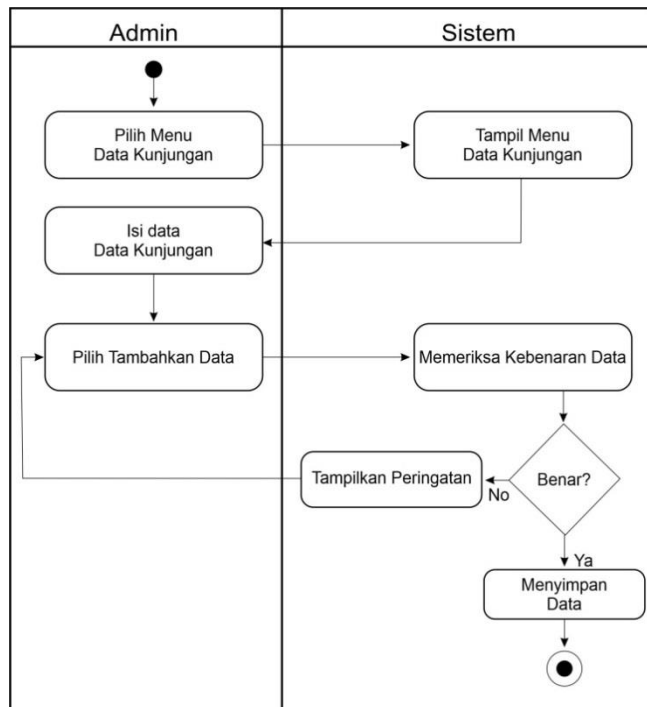 Admin
Sistem
Pilih Menu
Data Kunjungan
Tampil Menu
Data Kunjungan
Isi data
Data Kunjungan
Pilih Tambahkan Data
Memeriksa Kebenaran Data
Tampilkan Peringatan
No
Benar?
Ya
Menyimpan
Data